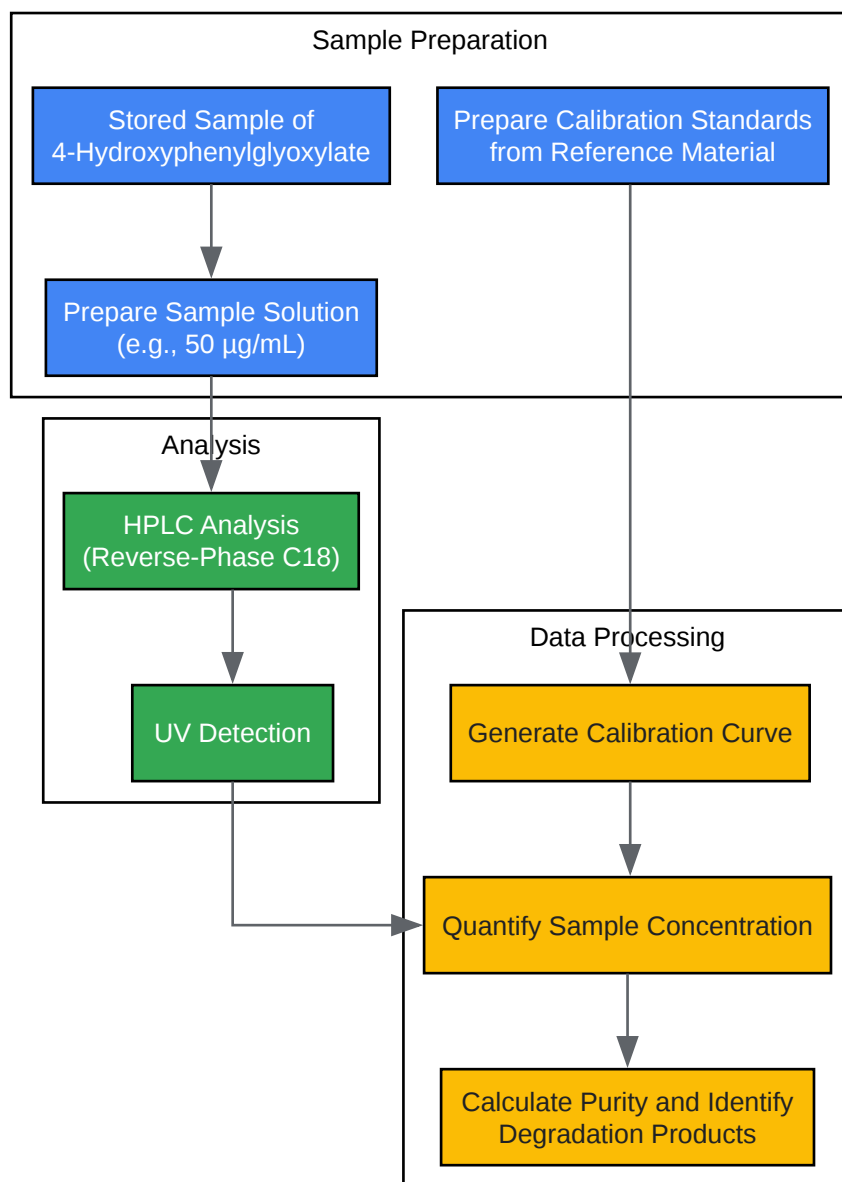 Sample Preparation
Stored Sample of
4-Hydroxyphenylglyoxylate
Prepare Calibration Standards
from Reference Material
Prepare Sample Solution
(e.g., 50 µg/mL)
Analysis
HPLC Analysis
(Reverse-Phase C18)
UV Detection
Data Processing
Generate Calibration Curve
Quantify Sample Concentration
Calculate Purity and Identify
Degradation Products